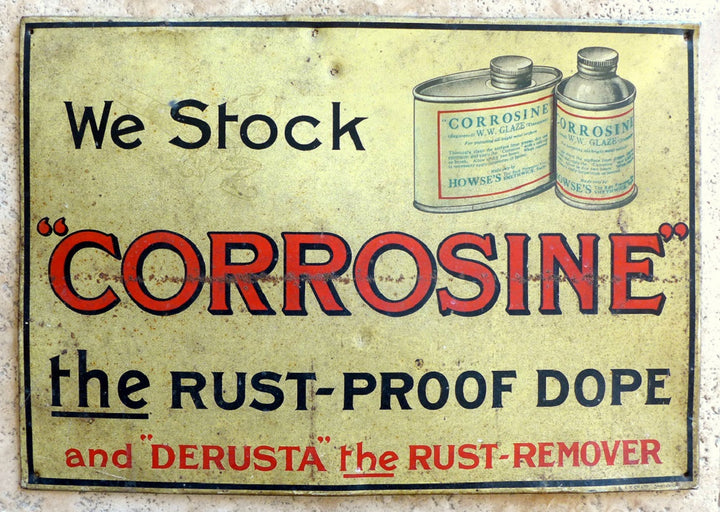 We Stock
"CORROSINE"
the RUST-PROOF DOPE
and "DERUSTA" the RUST-REMOVER
"CORROSINE
W.W. GLAZE
HOWSE'S
CORROSINE
W.W. GLAZE
HOWSE'S